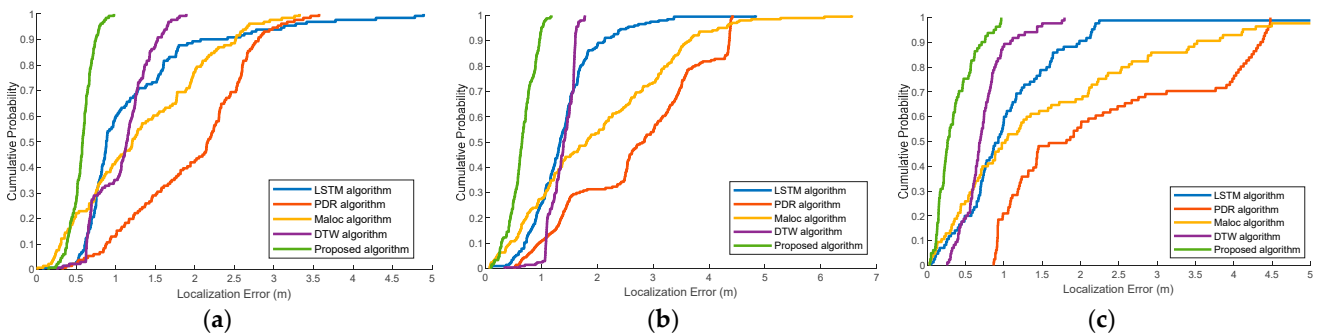 Cumulative Probability
1
0.9
0.8
0.7
0.6
0.5
0.4
0.3
0.2
0.1
0
0
0.5
1
1.5
2
2.5
3
3.5
4
4.5
5
Localization Error (m)
LSTM algorithm
PDR algorithm
Maloc algorithm
DTW algorithm
Proposed algorithm
(a)
Cumulative Probability
1
0.9
0.8
0.7
0.6
0.5
0.4
0.3
0.2
0.1
0
0
1
2
3
4
5
6
7
Localization Error (m)
LSTM algorithm
PDR algorithm
Maloc algorithm
DTW algorithm
Proposed algorithm
(b)
Cumulative Probability
1
0.9
0.8
0.7
0.6
0.5
0.4
0.3
0.2
0.1
0
0
0.5
1
1.5
2
2.5
3
3.5
4
4.5
5
Localization Error (m)
LSTM algorithm
PDR algorithm
Maloc algorithm
DTW algorithm
Proposed algorithm
(c)